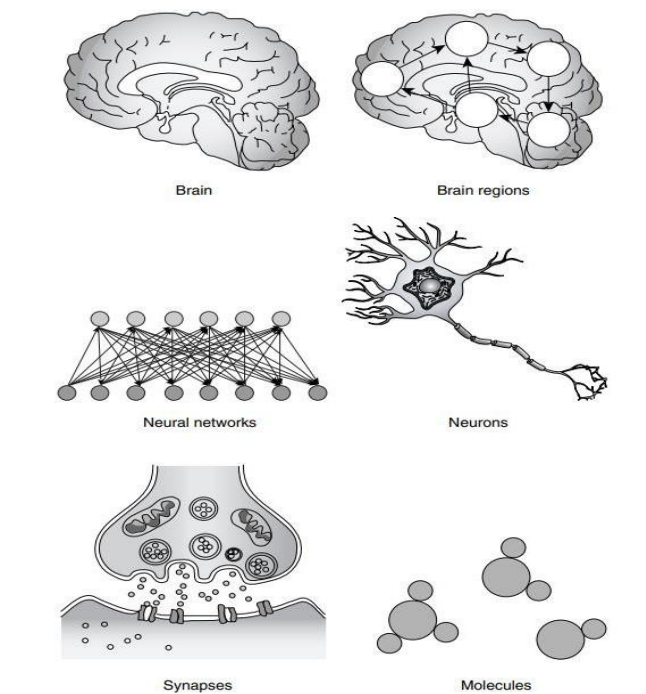 Brain
Brain regions
Neural networks
Neurons
Synapses
Molecules